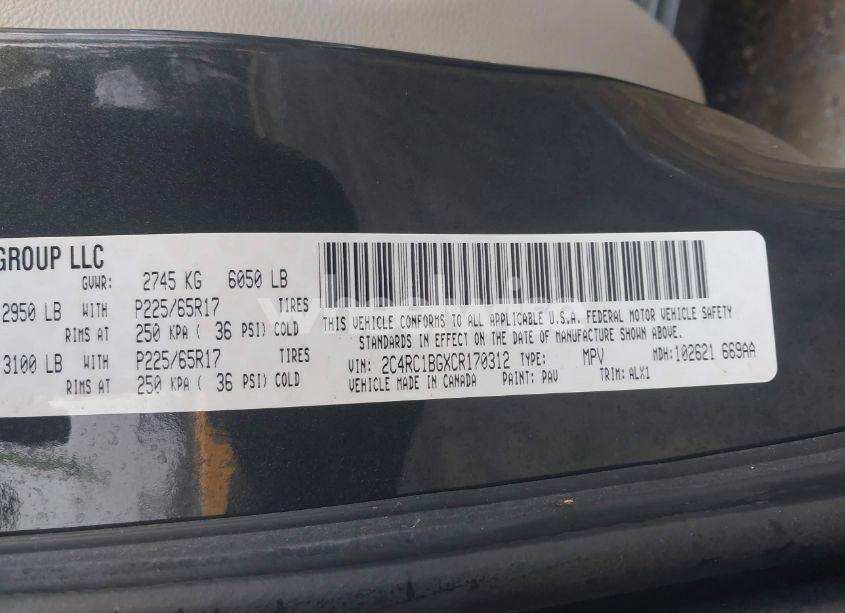 GROUP LLC
GVWR: 2745 KG 6050 LB
2950 LB WITH P225/65R17 TIRES
RIMS AT 250 KPA ( 36 PSI) COLD
3100 LB WITH P225/65R17 TIRES
RIMS AT 250 KPA ( 36 PSI) COLD
THIS VEHICLE CONFORMS TO ALL APPLICABLE U.S.A. FEDERAL MOTOR VEHICLE SAFETY
STANDARDS IN EFFECT ON THE DATE OF MANUFACTURE SHOWN ABOVE.
VIN: 2C4RC1BGXCR170312 TYPE: MPV MDH: 102621 669AA
VEHICLE MADE IN CANADA PAINT: PAV TRIM: ALX1